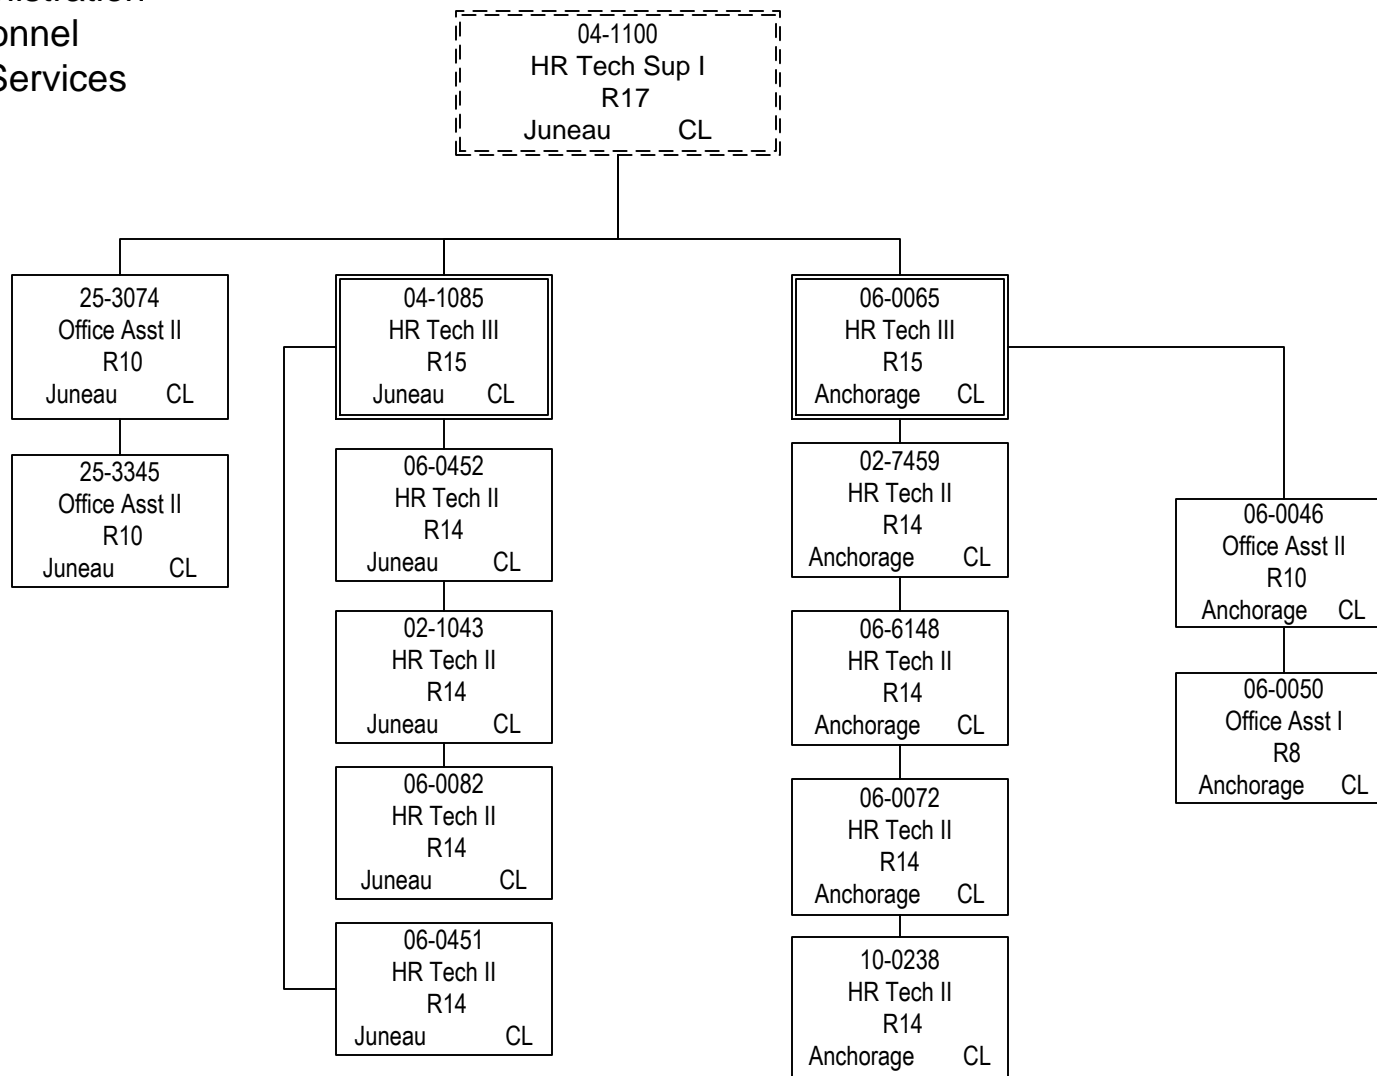 onnel
Services
04-1100
HR Tech Sup I
R17
Juneau CL
25-3074
Office Asst II
R10
Juneau CL
25-3345
Office Asst II
R10
Juneau CL
04-1085
HR Tech III
R15
Juneau CL
06-0452
HR Tech II
R14
Juneau CL
02-1043
HR Tech II
R14
Juneau CL
06-0082
HR Tech II
R14
Juneau CL
06-0451
HR Tech II
R14
Juneau CL
06-0065
HR Tech III
R15
Anchorage CL
02-7459
HR Tech II
R14
Anchorage CL
06-6148
HR Tech II
R14
Anchorage CL
06-0072
HR Tech II
R14
Anchorage CL
10-0238
HR Tech II
R14
Anchorage CL
06-0046
Office Asst II
R10
Anchorage CL
06-0050
Office Asst I
R8
Anchorage CL